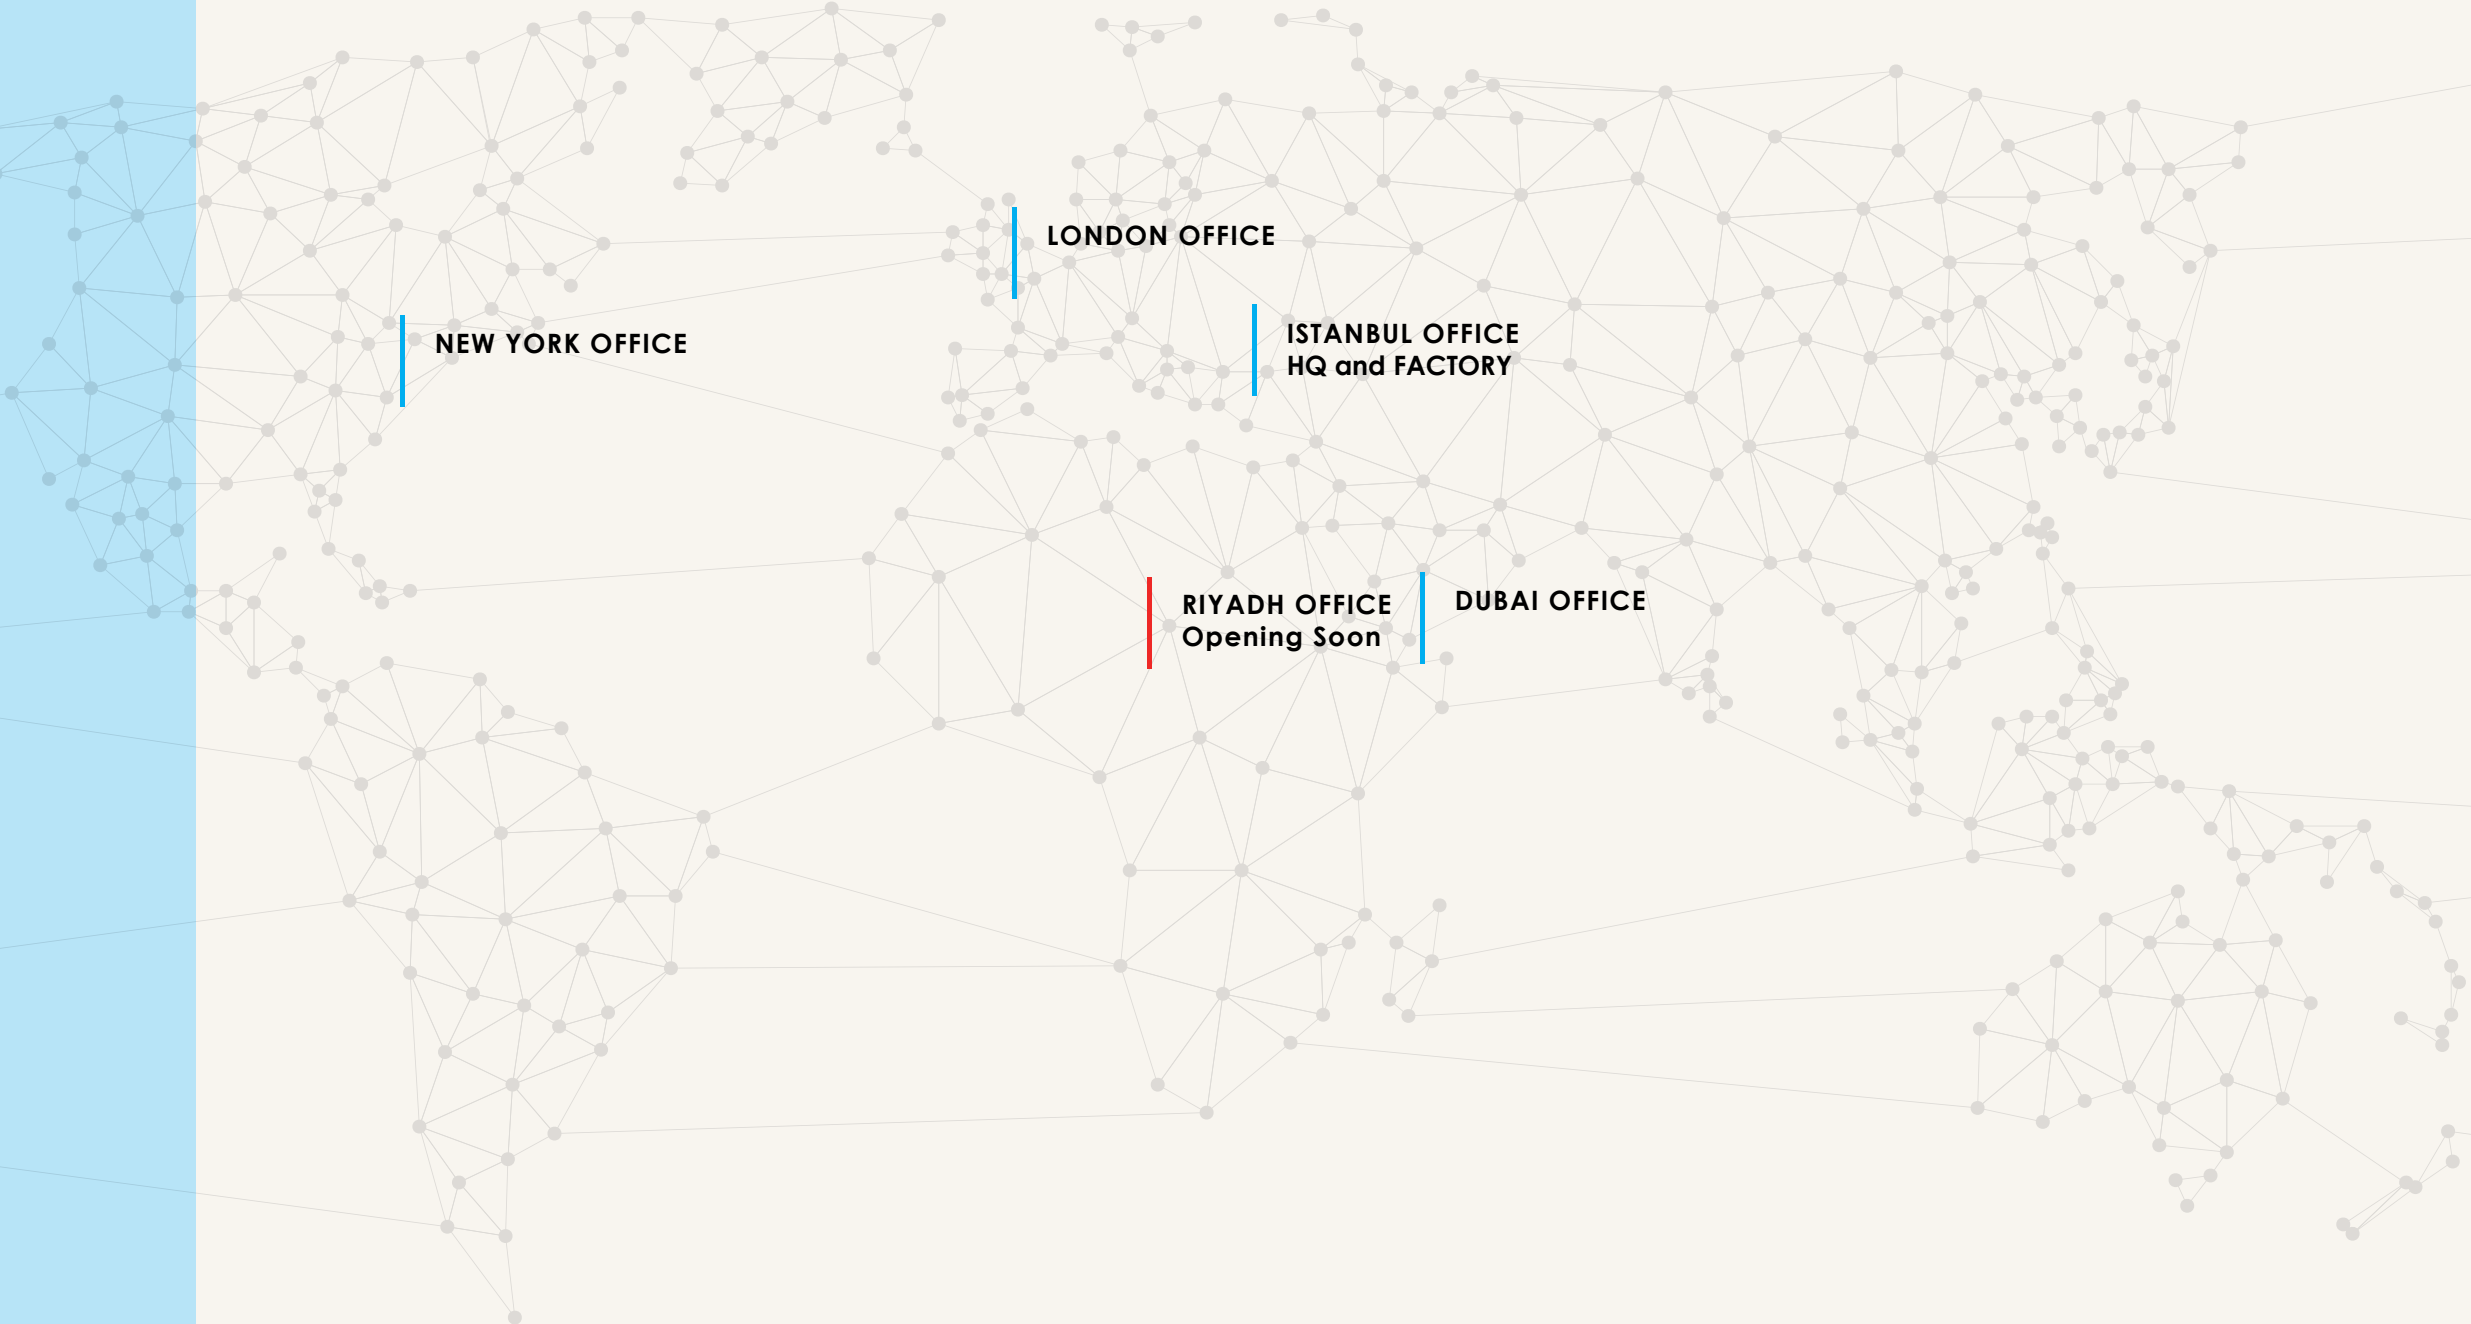 LONDON OFFICE
NEW YORK OFFICE
ISTANBUL OFFICE
HQ and FACTORY
RIYADH OFFICE
Opening Soon
DUBAI OFFICE